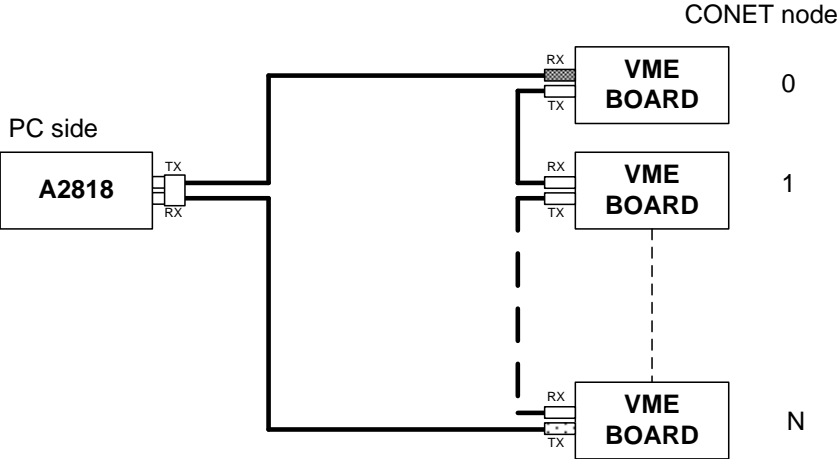 CONET node
RX
VME
BOARD
0
TX
PC side
A2818
TX
RX
RX
VME
BOARD
1
TX
RX
VME
BOARD
N
TX